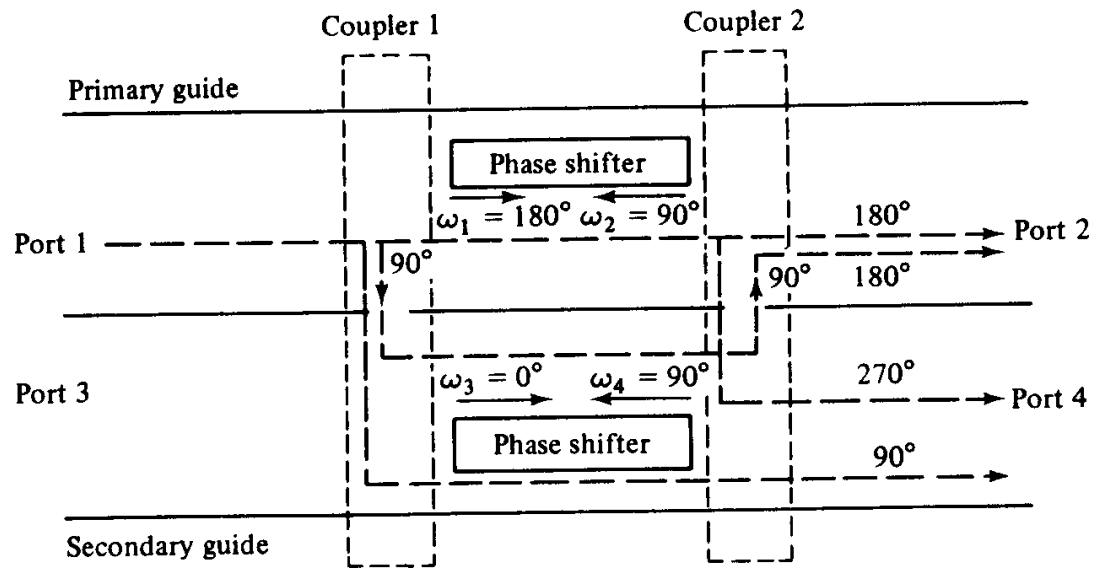 Coupler 1
Coupler 2
Primary guide
Phase shifter
ω₁ = 180° ω₂ = 90°
180°
Port 1
Port 2
90°
90°
180°
Port 3
ω₃ = 0°
ω₄ = 90°
270°
Port 4
Phase shifter
90°
Secondary guide